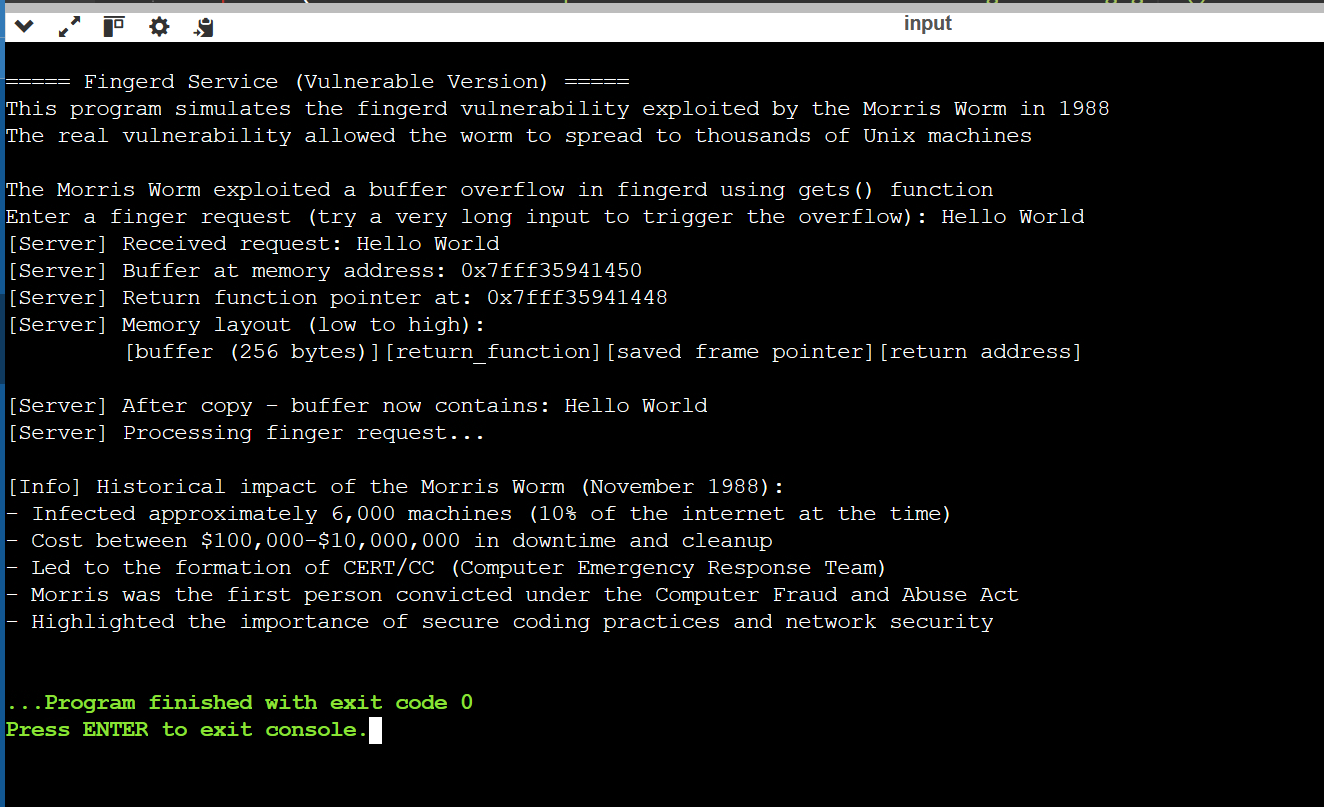 input
===== Fingerd Service (Vulnerable Version) =====
This program simulates the fingerd vulnerability exploited by the Morris Worm in 1988
The real vulnerability allowed the worm to spread to thousands of Unix machines
The Morris Worm exploited a buffer overflow in fingerd using gets() function
Enter a finger request (try a very long input to trigger the overflow): Hello World
[Server] Received request: Hello World
[Server] Buffer at memory address: 0x7fff35941450
[Server] Return function pointer at: 0x7fff35941448
[Server] Memory layout (low to high):
[buffer (256 bytes)][return_function][saved frame pointer][return address]
[Server] After copy - buffer now contains: Hello World
[Server] Processing finger request...
[Info] Historical impact of the Morris Worm (November 1988):
- Infected approximately 6,000 machines (10% of the internet at the time)
- Cost between $100,000-$10,000,000 in downtime and cleanup
- Led to the formation of CERT/CC (Computer Emergency Response Team)
- Morris was the first person convicted under the Computer Fraud and Abuse Act
- Highlighted the importance of secure coding practices and network security
...Program finished with exit code 0
Press ENTER to exit console.